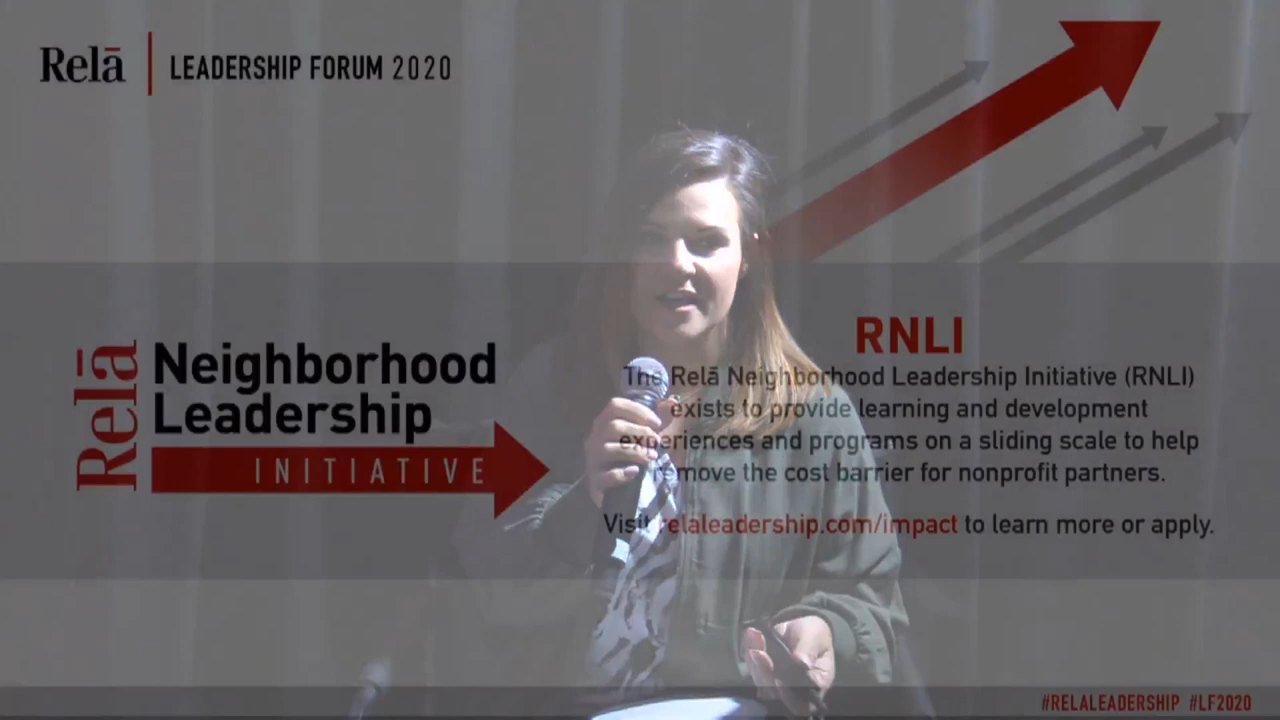 Relā | LEADERSHIP FORUM 2020
Relā
Neighborhood
Leadership
INITIATIVE
RNLI
The Relā Neighborhood Leadership Initiative (RNLI)
exists to provide learning and development
experiences and programs on a sliding scale to help
remove the cost barrier for nonprofit partners.
Visit relaleadership.com/impact to learn more or apply.
#RELALEADERSHIP #LF2020